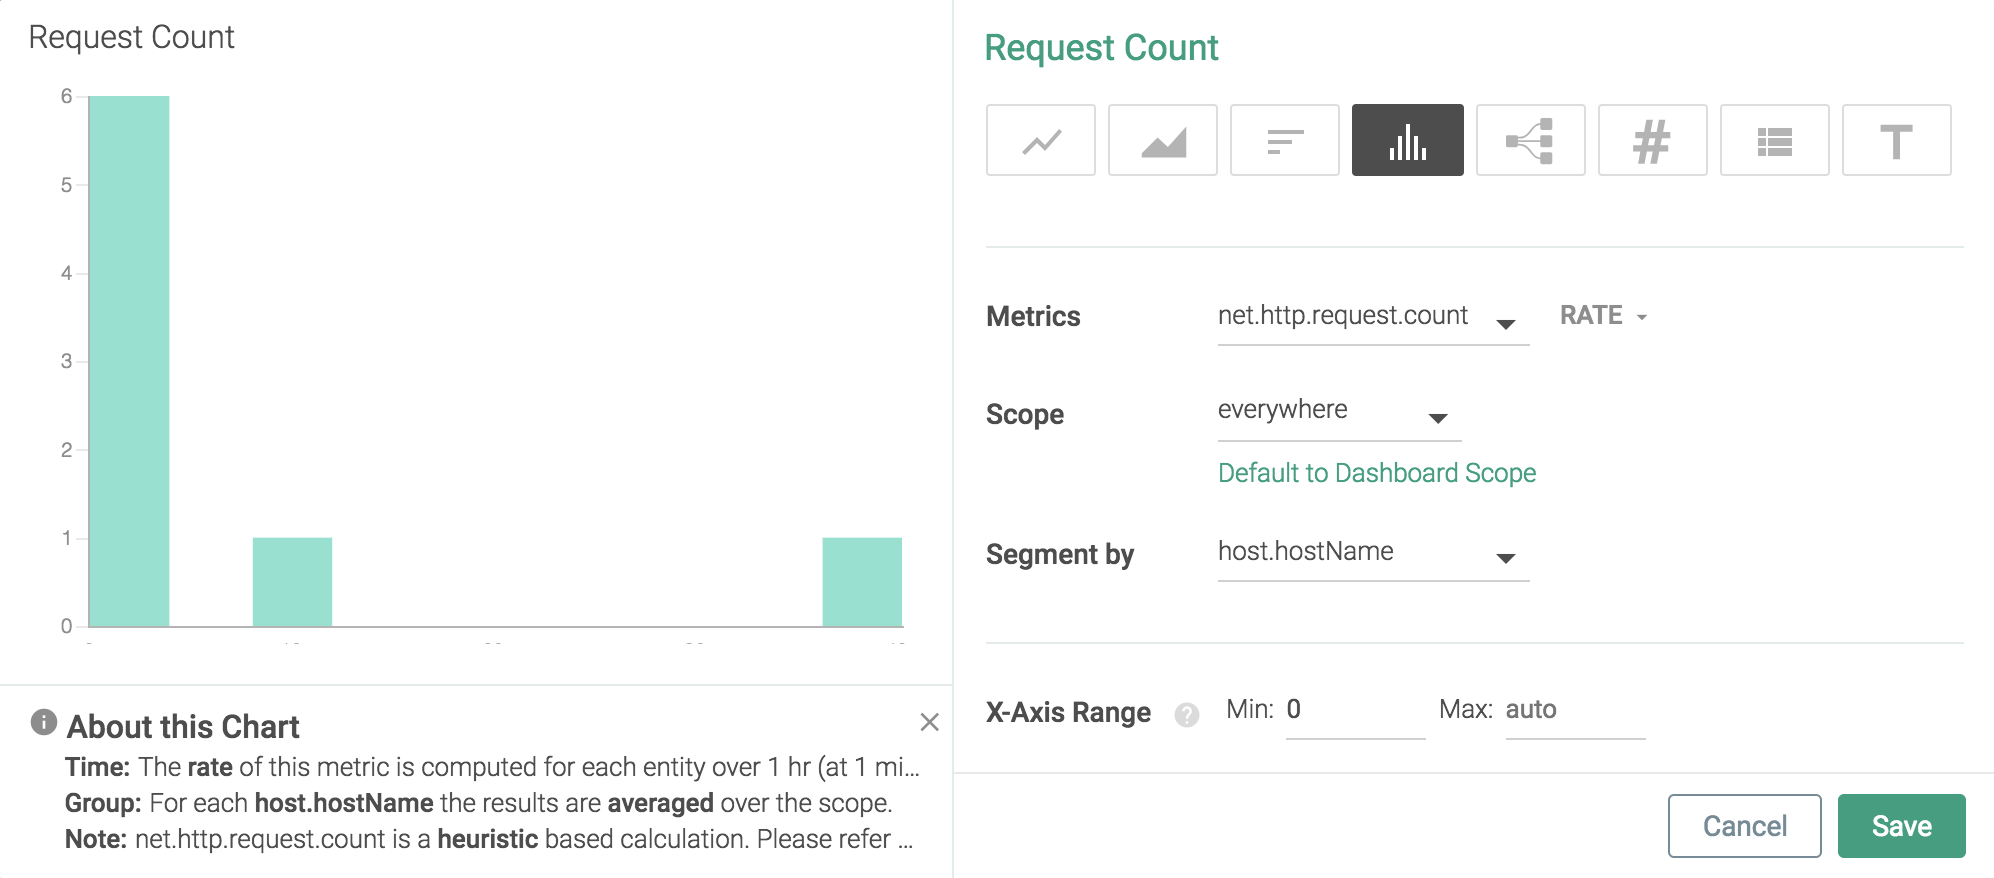 Request Count
6
5
4
3
2
1
0
About this Chart
Time: The rate of this metric is computed for each entity over 1 hr (at 1 mi...
Group: For each host.hostName the results are averaged over the scope.
Note: net.http.request.count is a heuristic based calculation. Please refer ...
Request Count
#
T
Metrics net.http.request.count RATE
Scope everywhere
Default to Dashboard Scope
Segment by host.hostName
X-Axis Range ? Min: 0 Max: auto
Cancel Save